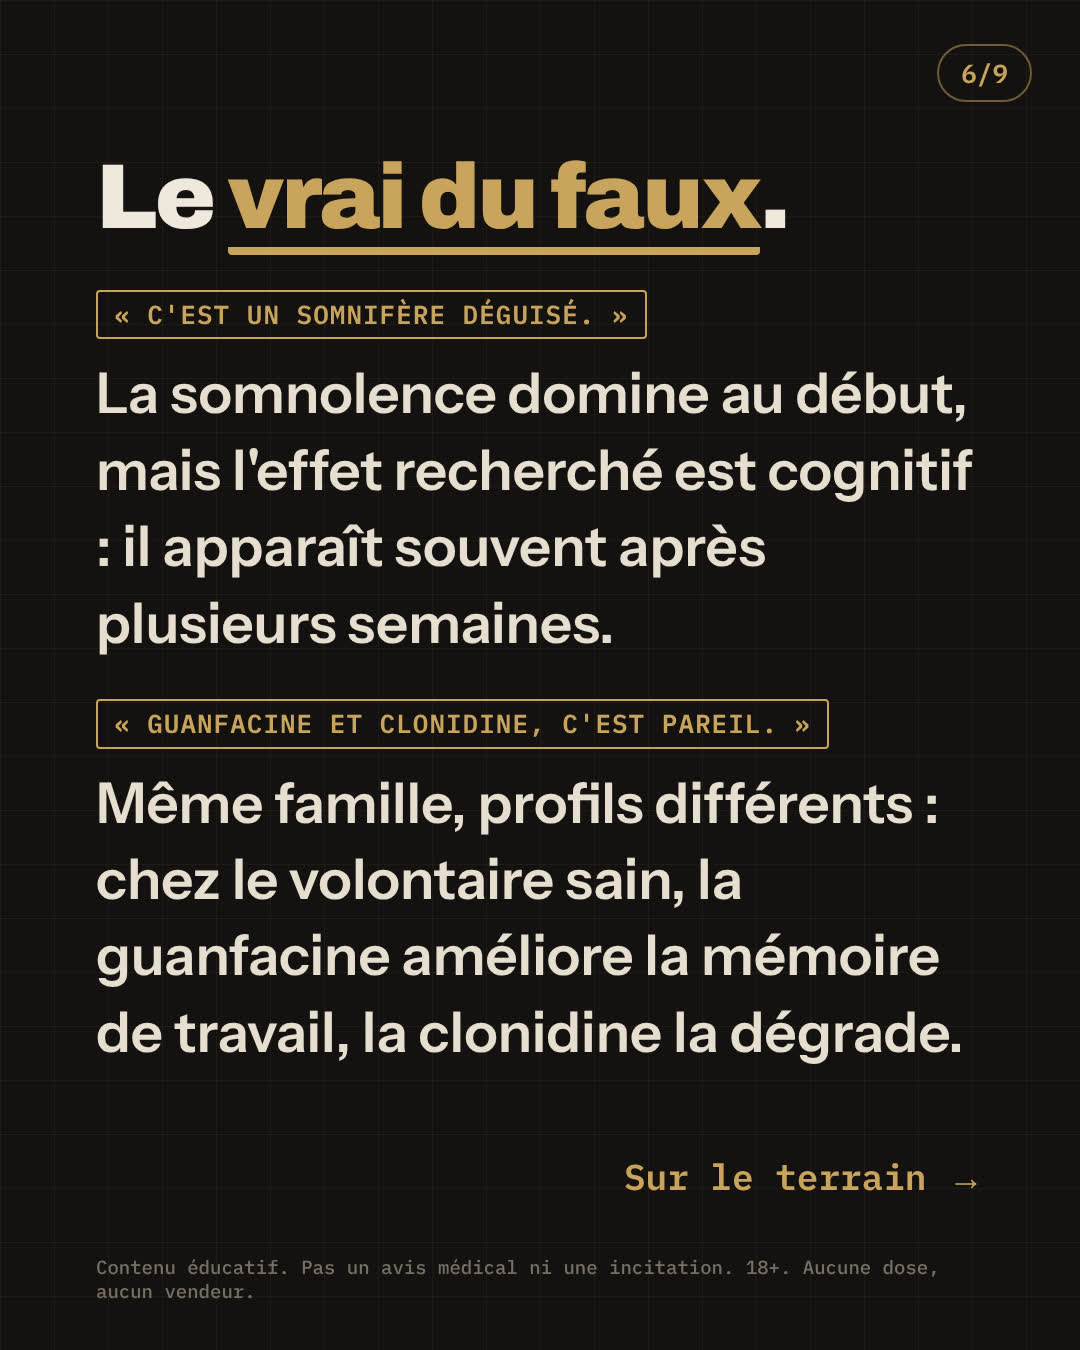 6/9
Le vrai du faux.
« C'EST UN SOMNIFÈRE DÉGUISÉ. »
La somnolence domine au début,
mais l'effet recherché est cognitif
: il apparaît souvent après
plusieurs semaines.
« GUANFACINE ET CLONIDINE, C'EST PAREIL. »
Même famille, profils différents :
chez le volontaire sain, la
guanfacine améliore la mémoire
de travail, la clonidine la dégrade.
Sur le terrain →
Contenu éducatif. Pas un avis médical ni une incitation. 18+. Aucune dose,
aucun vendeur.